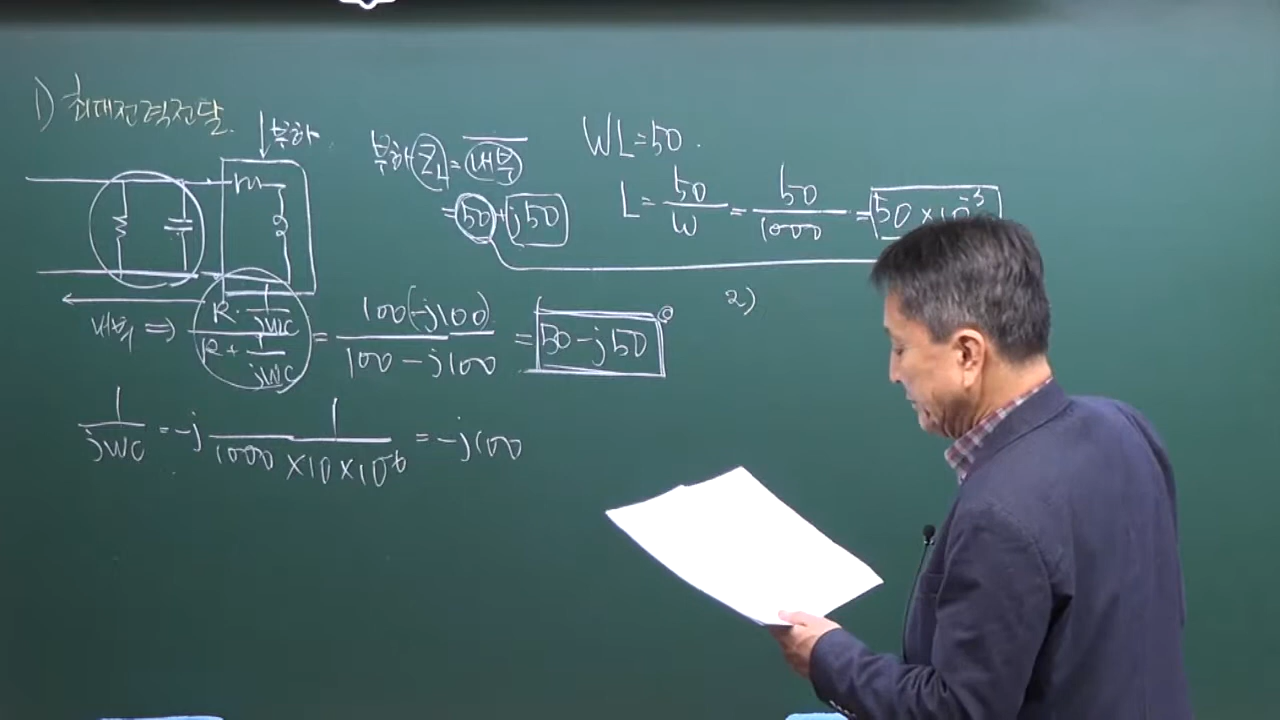 1) 최대전력전달.
부하
부하 Z_L = 내부
= 50 + j50
WL=50.
L = 50/W = 50/1000 = 50×10^-3
2)
내부 ⇒ (R · 1/jWC)/(R + 1/jWC) = 100(-j100)/(100-j100) = 50-j50
1/jWC = -j 1/(1000×10×10^-6) = -j100